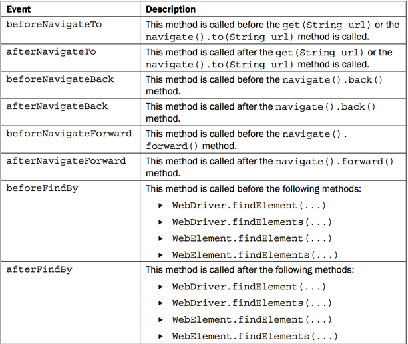 Event Description
beforeNavigateTo This method is called before the get(String url) or the
navigate().to(String url) method is called.
afterNavigateTo This method is called after the get(String url) or the
navigate().to(String url) method is called.
beforeNavigateBack This method is called before the navigate().back()
method.
afterNavigateBack This method is called after the navigate().back()
method.
beforeNavigateForward This method is called before the navigate().
forward() method.
afterNavigateForward This method is called after the navigate().forward()
method.
beforeFindBy This method is called before the following methods:
► WebDriver.findElement(...)
► WebDriver.findElements(...)
► WebElement.findElement(...)
► WebElement.findElements(...)
afterFindBy This method is called after the following methods:
► WebDriver.findElement(...)
► WebDriver.findElements(...)
► WebElement.findElement(...)
► WebElement.findElements(...)